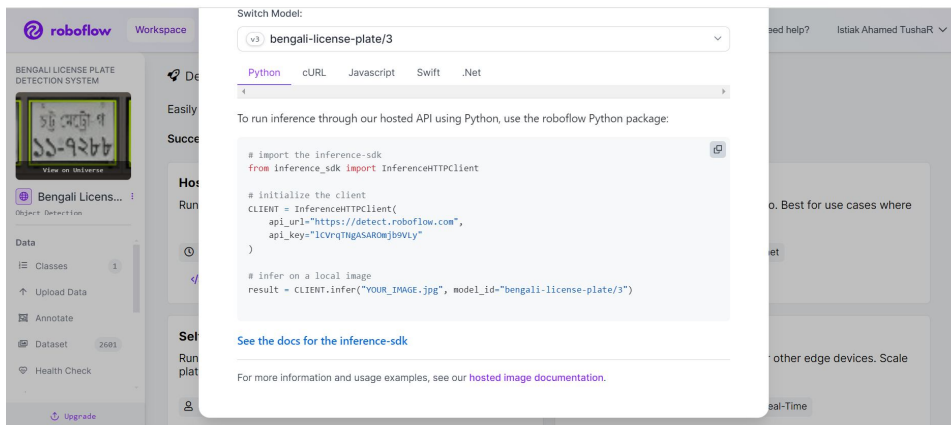 Switch Model:
roboflow
Workspace
eed help?
Istiak Ahamed TushaR
v3 bengali-license-plate/3
BENGALI LICENSE PLATE
DETECTION SYSTEM
চট্ট মেট্রো-গ
১১-৭২৮৮
View on Universe
Bengali Licens...
Object Detection
Data
Classes 1
Upload Data
Annotate
Dataset 2601
Health Check
Upgrade
De
Easily
Succe
Hos
Run
Sel
Run
plat
Python cURL Javascript Swift .Net
To run inference through our hosted API using Python, use the roboflow Python package:
# import the inference-sdk
from inference_sdk import InferenceHTTPClient
# initialize the client
CLIENT = InferenceHTTPClient(
api_url="https://detect.roboflow.com",
api_key="lCVrqTNgASAROmjb9VLy"
)
# infer on a local image
result = CLIENT.infer("YOUR_IMAGE.jpg", model_id="bengali-license-plate/3")
See the docs for the inference-sdk
For more information and usage examples, see our hosted image documentation.
o. Best for use cases where
net
other edge devices. Scale
eal-Time